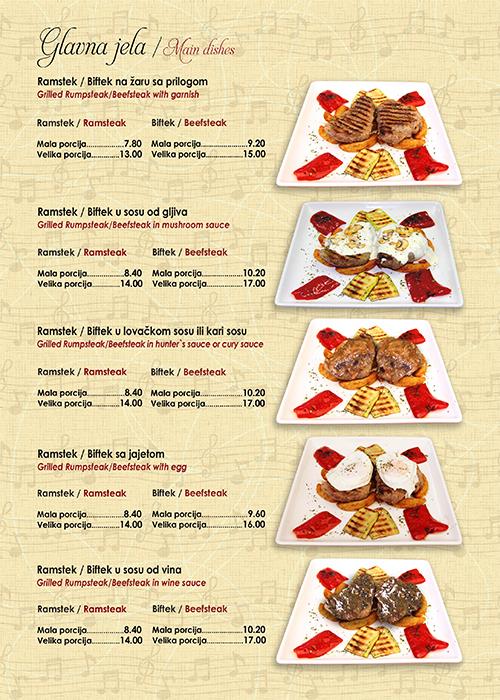 Glavna jela / Main dishes
Ramstek / Biftek na žaru sa prilogom
Grilled Rumpsteak/Beefsteak with garnish
Ramstek / Ramsteak Biftek / Beefsteak
Mala porcija..............7.80 Mala porcija..............9.20
Velika porcija............13.00 Velika porcija............15.00
Ramstek / Biftek u sosu od gljiva
Grilled Rumpsteak/Beefsteak in mushroom sauce
Ramstek / Ramsteak Biftek / Beefsteak
Mala porcija..............8.40 Mala porcija..............10.20
Velika porcija............14.00 Velika porcija............17.00
Ramstek / Biftek u lovačkom sosu ili kari sosu
Grilled Rumpsteak/Beefsteak in hunter`s sauce or cury sauce
Ramstek / Ramsteak Biftek / Beefsteak
Mala porcija..............8.40 Mala porcija..............10.20
Velika porcija............14.00 Velika porcija............17.00
Ramstek / Biftek sa jajetom
Grilled Rumpsteak/Beefsteak with egg
Ramstek / Ramsteak Biftek / Beefsteak
Mala porcija..............8.40 Mala porcija..............9.60
Velika porcija............14.00 Velika porcija............16.00
Ramstek / Biftek u sosu od vina
Grilled Rumpsteak/Beefsteak in wine sauce
Ramstek / Ramsteak Biftek / Beefsteak
Mala porcija..............8.40 Mala porcija..............10.20
Velika porcija............14.00 Velika porcija............17.00